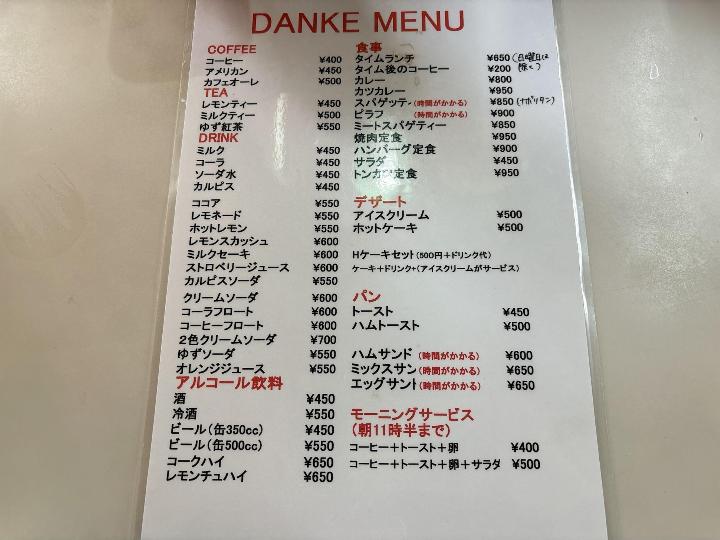 DANKE MENU
COFFEE
コーヒー ¥400
アメリカン ¥450
カフェオーレ ¥500
TEA
レモンティー ¥450
ミルクティー ¥500
ゆず紅茶 ¥550
DRINK
ミルク ¥450
コーラ ¥450
ソーダ水 ¥450
カルピス ¥450
ココア ¥550
レモネード ¥550
ホットレモン ¥550
レモンスカッシュ ¥600
ミルクセーキ ¥600
ストロベリージュース ¥600
カルピスソーダ ¥550
クリームソーダ ¥600
コーラフロート ¥600
コーヒーフロート ¥600
2色クリームソーダ ¥700
ゆずソーダ ¥550
オレンジジュース ¥550
アルコール飲料
酒 ¥450
冷酒 ¥550
ビール(缶350cc) ¥450
ビール(缶500cc) ¥550
コークハイ ¥650
レモンチュハイ ¥650
食事
タイムランチ ¥650(日曜日は
除く)
タイム後のコーヒー ¥200
カレー ¥800
カツカレー ¥950
スパゲッティ(時間がかかる) ¥850(ナポリタン)
ピラフ (時間がかかる) ¥900
ミートスパゲティー ¥850
焼肉定食 ¥950
ハンバーグ定食 ¥900
サラダ ¥450
トンカツ定食 ¥950
デザート
アイスクリーム ¥500
ホットケーキ ¥500
Hケーキセット(500円+ドリンク代)
ケーキ+ドリンク+(アイスクリームがサービス)
パン
トースト ¥450
ハムトースト ¥500
ハムサンド (時間がかかる) ¥600
ミックスサン(時間がかかる) ¥650
エッグサント(時間がかかる) ¥650
モーニングサービス
(朝11時半まで)
コーヒー+トースト+卵 ¥400
コーヒー+トースト+卵+サラダ ¥500